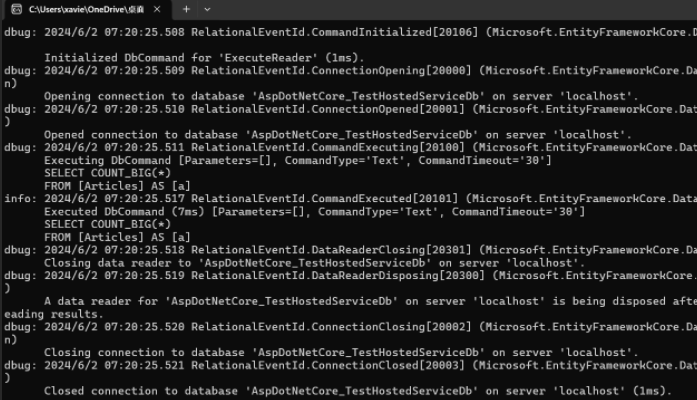 C:\Users\xavie\OneDrive\桌面
dbug: 2024/6/2 07:20:25.508 RelationalEventId.CommandInitialized[20106] (Microsoft.EntityFrameworkCore.D
Initialized DbCommand for 'ExecuteReader' (1ms).
dbug: 2024/6/2 07:20:25.509 RelationalEventId.ConnectionOpening[20000] (Microsoft.EntityFrameworkCore.Da
n)
Opening connection to database 'AspDotNetCore_TestHostedServiceDb' on server 'localhost'.
dbug: 2024/6/2 07:20:25.510 RelationalEventId.ConnectionOpened[20001] (Microsoft.EntityFrameworkCore.Dat
)
Opened connection to database 'AspDotNetCore_TestHostedServiceDb' on server 'localhost'.
dbug: 2024/6/2 07:20:25.511 RelationalEventId.CommandExecuting[20100] (Microsoft.EntityFrameworkCore.Dat
Executing DbCommand [Parameters=[], CommandType='Text', CommandTimeout='30']
SELECT COUNT_BIG(*)
FROM [Articles] AS [a]
info: 2024/6/2 07:20:25.517 RelationalEventId.CommandExecuted[20101] (Microsoft.EntityFrameworkCore.Data
Executed DbCommand (7ms) [Parameters=[], CommandType='Text', CommandTimeout='30']
SELECT COUNT_BIG(*)
FROM [Articles] AS [a]
dbug: 2024/6/2 07:20:25.518 RelationalEventId.DataReaderClosing[20301] (Microsoft.EntityFrameworkCore.Da
Closing data reader to 'AspDotNetCore_TestHostedServiceDb' on server 'localhost'.
dbug: 2024/6/2 07:20:25.519 RelationalEventId.DataReaderDisposing[20300] (Microsoft.EntityFrameworkCore.
)
A data reader for 'AspDotNetCore_TestHostedServiceDb' on server 'localhost' is being disposed afte
eading results.
dbug: 2024/6/2 07:20:25.520 RelationalEventId.ConnectionClosing[20002] (Microsoft.EntityFrameworkCore.Da
n)
Closing connection to database 'AspDotNetCore_TestHostedServiceDb' on server 'localhost'.
dbug: 2024/6/2 07:20:25.521 RelationalEventId.ConnectionClosed[20003] (Microsoft.EntityFrameworkCore.Dat
)
Closed connection to database 'AspDotNetCore_TestHostedServiceDb' on server 'localhost' (1ms).